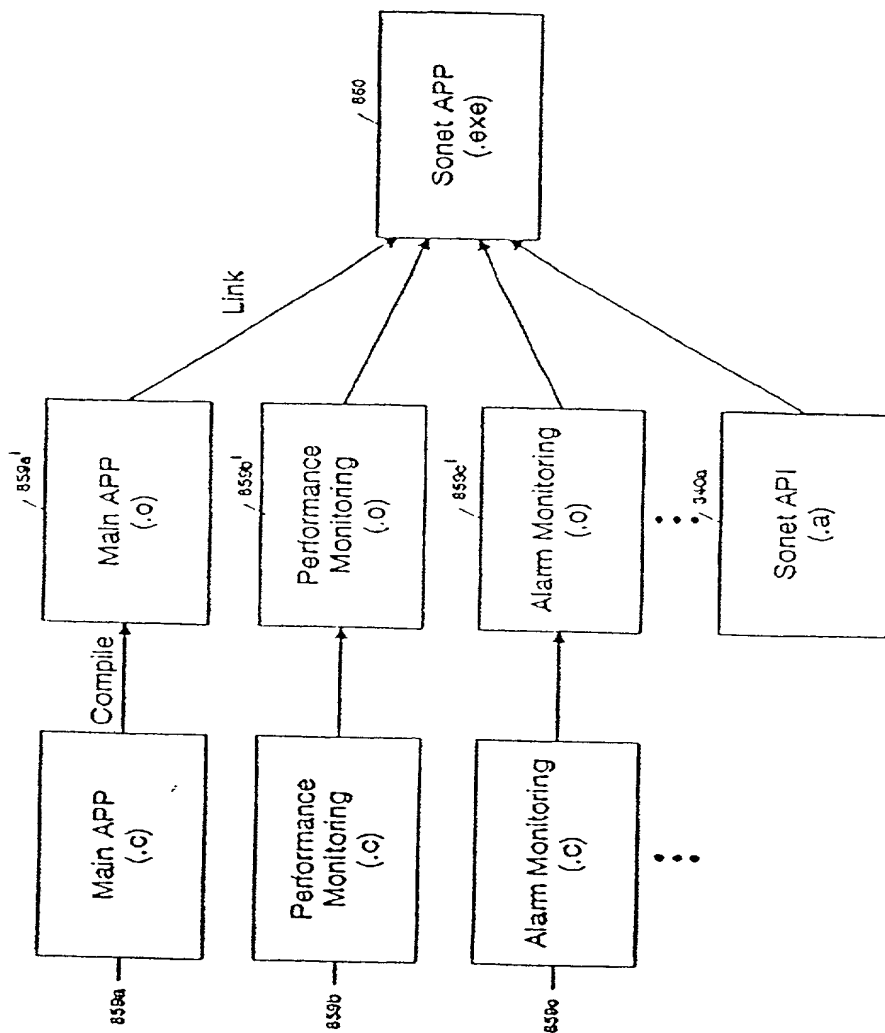 859a
Main APP
(.c)
Compile
859a'
Main APP
(.o)
Link
859b
Performance
Monitoring
(.c)
859b'
Performance
Monitoring
(.o)
860
Sonet APP
(.exe)
859c
Alarm Monitoring
(.c)
859c'
Alarm Monitoring
(.o)
340a
Sonet API
(.a)